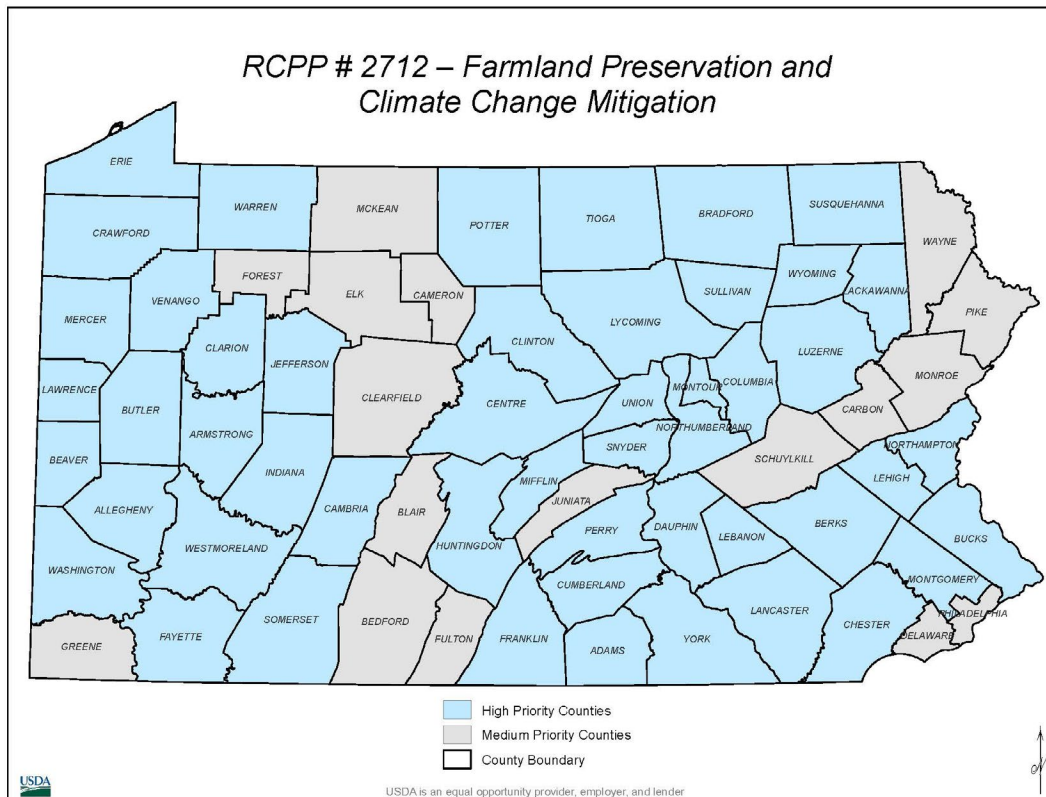 RCPP # 2712 – Farmland Preservation and
Climate Change Mitigation
ERIE
WARREN
MCKEAN
POTTER
TIOGA
BRADFORD
SUSQUEHANNA
CRAWFORD
WAYNE
FOREST
WYOMING
VENANGO
ELK
CAMERON
SULLIVAN
LACKAWANNA
PIKE
MERCER
LYCOMING
CLARION
CLINTON
LUZERNE
JEFFERSON
MONROE
LAWRENCE
CLEARFIELD
CENTRE
UNION
MONTOUR
COLUMBIA
BUTLER
CARBON
ARMSTRONG
NORTHUMBERLAND
SNYDER
NORTHAMPTON
BEAVER
SCHUYLKILL
INDIANA
MIFFLIN
LEHIGH
JUNIATA
ALLEGHENY
CAMBRIA
BLAIR
PERRY
DAUPHIN
BERKS
HUNTINGDON
LEBANON
BUCKS
WESTMORELAND
WASHINGTON
CUMBERLAND
MONTGOMERY
LANCASTER
PHILADELPHIA
SOMERSET
BEDFORD
CHESTER
FAYETTE
FULTON
FRANKLIN
YORK
DELAWARE
GREENE
ADAMS
High Priority Counties
Medium Priority Counties
County Boundary
N
USDA
USDA is an equal opportunity provider, employer, and lender